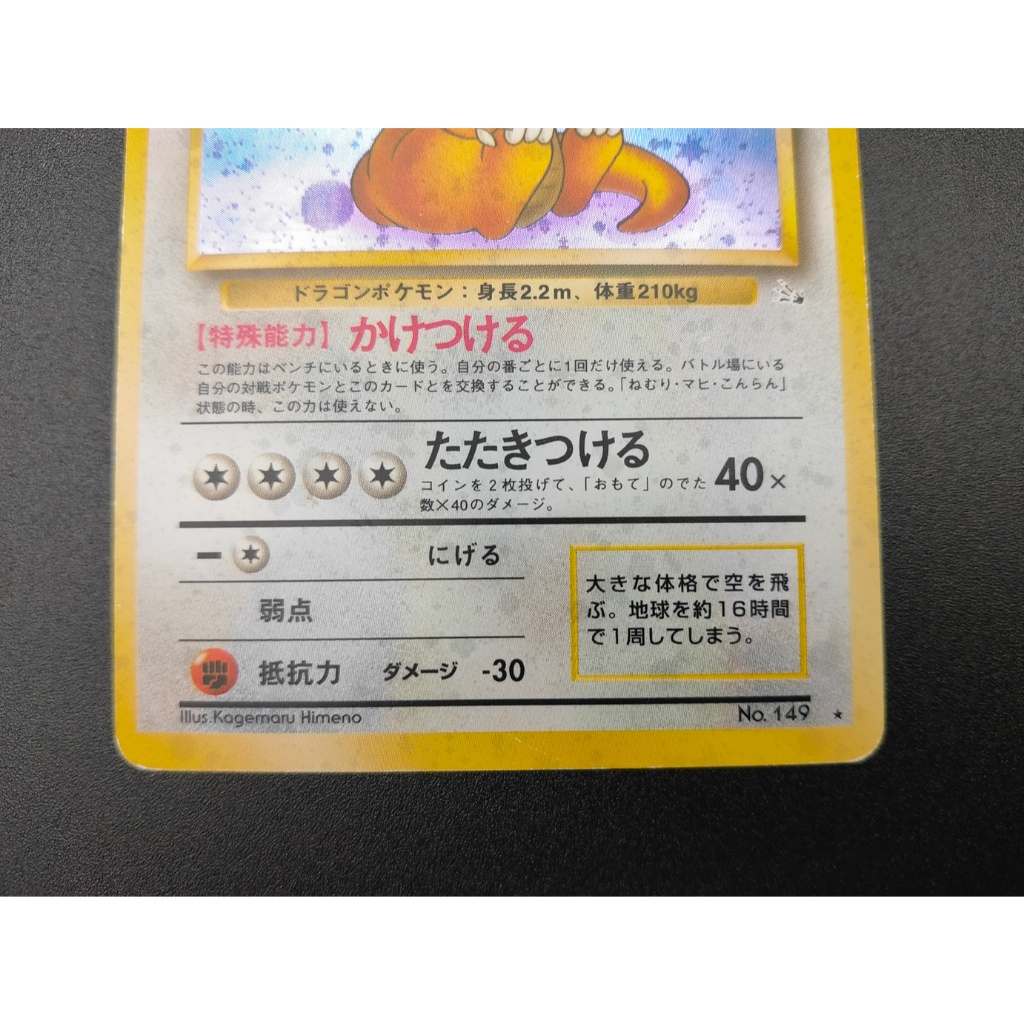 ドラゴンポケモン：身長2.2m、体重210kg
【特殊能力】 かけつける
この能力はベンチにいるときに使う。自分の番ごとに1回だけ使える。バトル場にいる
自分の対戦ポケモンとこのカードとを交換することができる。「ねむり・マヒ・こんらん」
状態の時、この力は使えない。
たたきつける
コインを2枚投げて、「おもて」のでた
数×40のダメージ。
40×
ー にげる
弱点
抵抗力 ダメージ -30
大きな体格で空を飛
ぶ。地球を約16時間
で1周してしまう。
Illus.Kagemaru Himeno
No. 149 ★